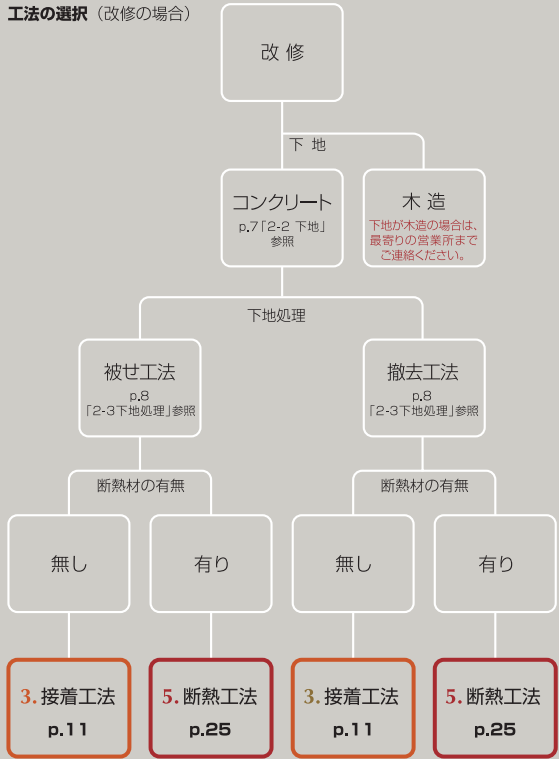 工法の選択（改修の場合）
改修
下地
コンクリート
p.7「2-2 下地」
参照
木造
下地が木造の場合は、
最寄りの営業所まで
ご連絡ください。
下地処理
被せ工法
p.8
「2-3下地処理」参照
撤去工法
p.8
「2-3下地処理」参照
断熱材の有無
断熱材の有無
無し
有り
無し
有り
3. 接着工法
p.11
5. 断熱工法
p.25
3. 接着工法
p.11
5. 断熱工法
p.25